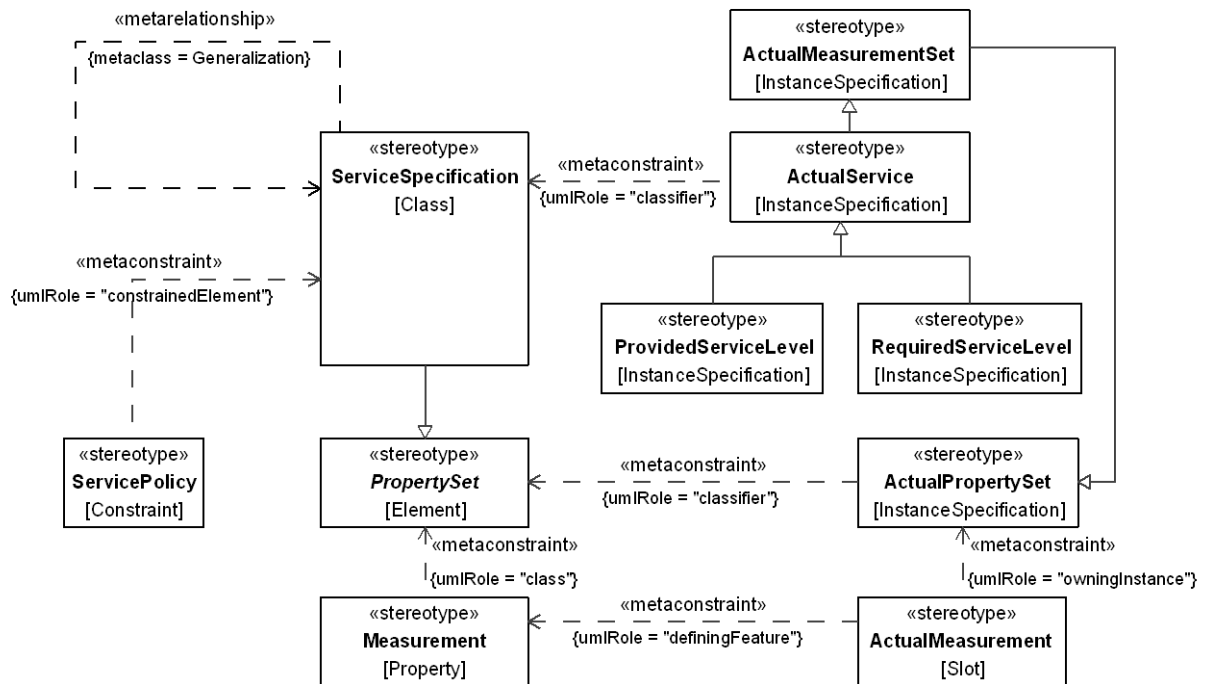 «metarelationship»
{metaclass = Generalization}
«stereotype»
ActualMeasurementSet
[InstanceSpecification]
«stereotype»
ServiceSpecification
[Class]
«metaconstraint»
{umlRole = "classifier"}
«stereotype»
ActualService
[InstanceSpecification]
«metaconstraint»
{umlRole = "constrainedElement"}
«stereotype»
ProvidedServiceLevel
[InstanceSpecification]
«stereotype»
RequiredServiceLevel
[InstanceSpecification]
«stereotype»
ServicePolicy
[Constraint]
«stereotype»
PropertySet
[Element]
«metaconstraint»
{umlRole = "classifier"}
«stereotype»
ActualPropertySet
[InstanceSpecification]
«metaconstraint»
{umlRole = "class"}
«metaconstraint»
{umlRole = "owningInstance"}
«stereotype»
Measurement
[Property]
«metaconstraint»
{umlRole = "definingFeature"}
«stereotype»
ActualMeasurement
[Slot]